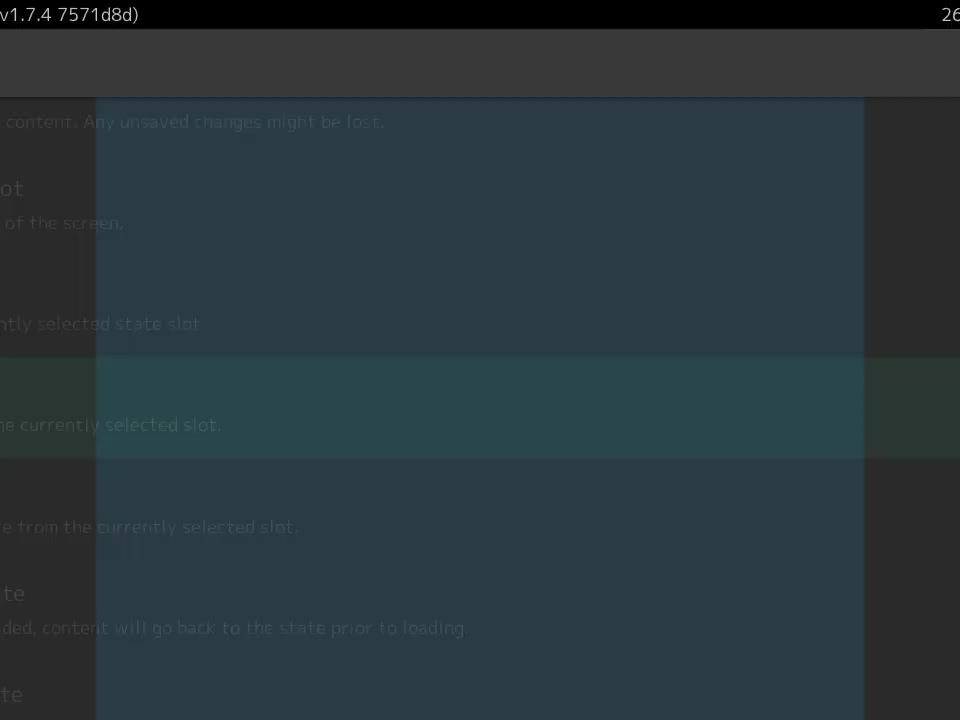 v1.7.4 7571d8d) 26
content. Any unsaved changes might be lost.
ot
of the screen.
ntly selected state slot
he currently selected slot.
te from the currently selected slot.
te
ded, content will go back to the state prior to loading.
te